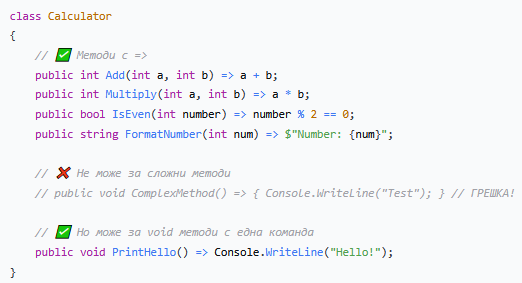 class Calculator
{
// ✅ Методи с =>
public int Add(int a, int b) => a + b;
public int Multiply(int a, int b) => a * b;
public bool IsEven(int number) => number % 2 == 0;
public string FormatNumber(int num) => $"Number: {num}";
// ❌ Не може за сложни методи
// public void ComplexMethod() => { Console.WriteLine("Test"); } // ГРЕШКА!
// ✅ Но може за void методи с една команда
public void PrintHello() => Console.WriteLine("Hello!");
}